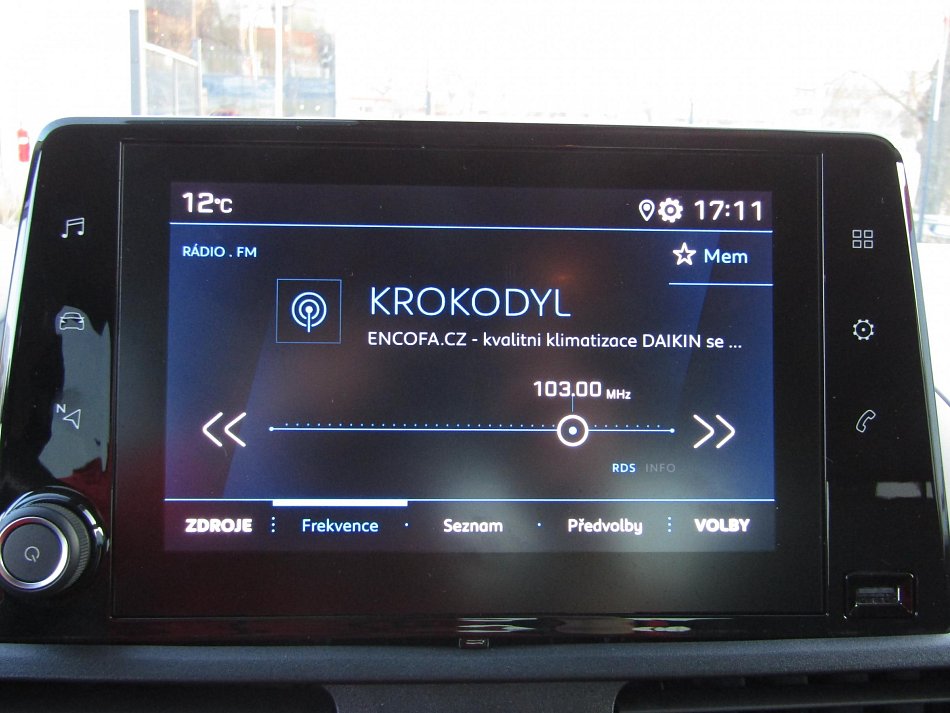 12°C
17:11
RÁDIO . FM
Mem
KROKODYL
ENCOFA.CZ - kvalitni klimatizace DAIKIN se ...
103.00 MHz
N
RDS INFO
ZDROJE Frekvence Seznam Předvolby VOLBY